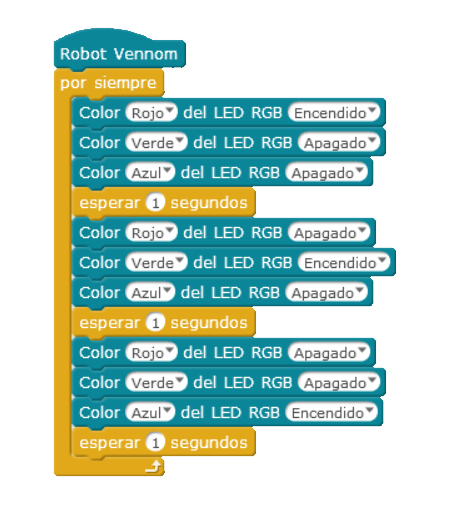 Robot Vennom
por siempre
Color Rojo del LED RGB Encendido
Color Verde del LED RGB Apagado
Color Azul del LED RGB Apagado
esperar 1 segundos
Color Rojo del LED RGB Apagado
Color Verde del LED RGB Encendido
Color Azul del LED RGB Apagado
esperar 1 segundos
Color Rojo del LED RGB Apagado
Color Verde del LED RGB Apagado
Color Azul del LED RGB Encendido
esperar 1 segundos